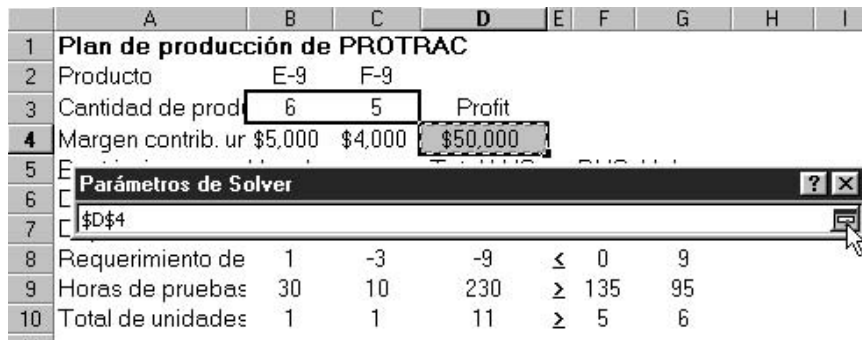 A B C D E F G H I
1 Plan de producción de PROTRAC
2 Producto E-9 F-9
3 Cantidad de prod 6 5 Profit
4 Margen contrib. ur $5,000 $4,000 $50,000
5
Parámetros de Solver ? ×
6
$D$4
7
8 Requerimiento de 1 -3 -9 ≤ 0 9
9 Horas de pruebas 30 10 230 ≥ 135 95
10 Total de unidades 1 1 11 ≥ 5 6